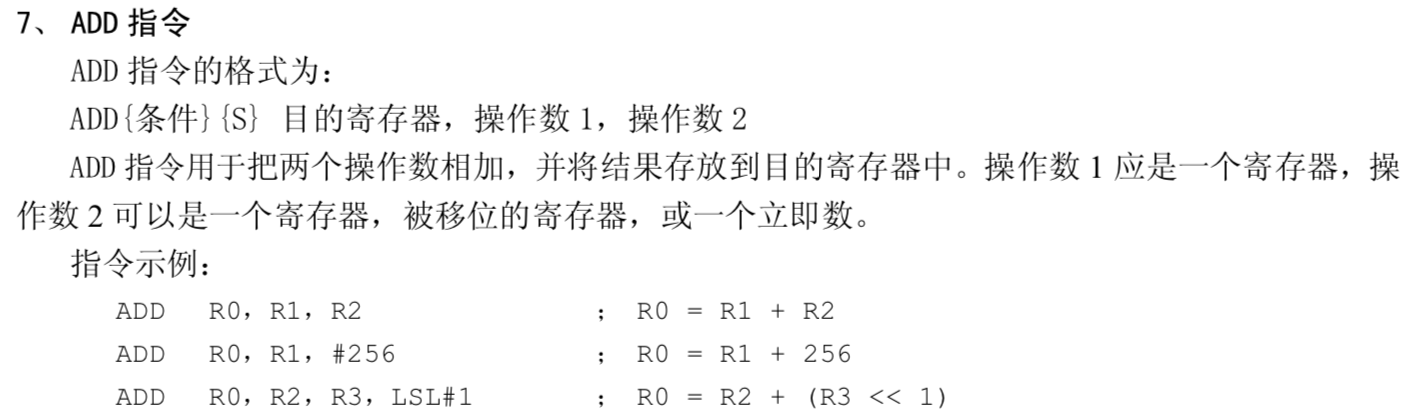 7、 ADD 指令
ADD 指令的格式为：
ADD{条件}{S} 目的寄存器，操作数 1，操作数 2
ADD 指令用于把两个操作数相加，并将结果存放到目的寄存器中。操作数 1 应是一个寄存器，操
作数 2 可以是一个寄存器，被移位的寄存器，或一个立即数。
指令示例：
ADD R0，R1，R2 ； R0 = R1 + R2
ADD R0，R1，#256 ； R0 = R1 + 256
ADD R0，R2，R3，LSL#1 ； R0 = R2 + (R3 << 1)